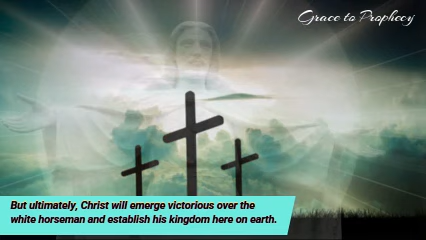 Grace to Prophecy
But ultimately, Christ will emerge victorious over the
white horseman and establish his kingdom here on earth.